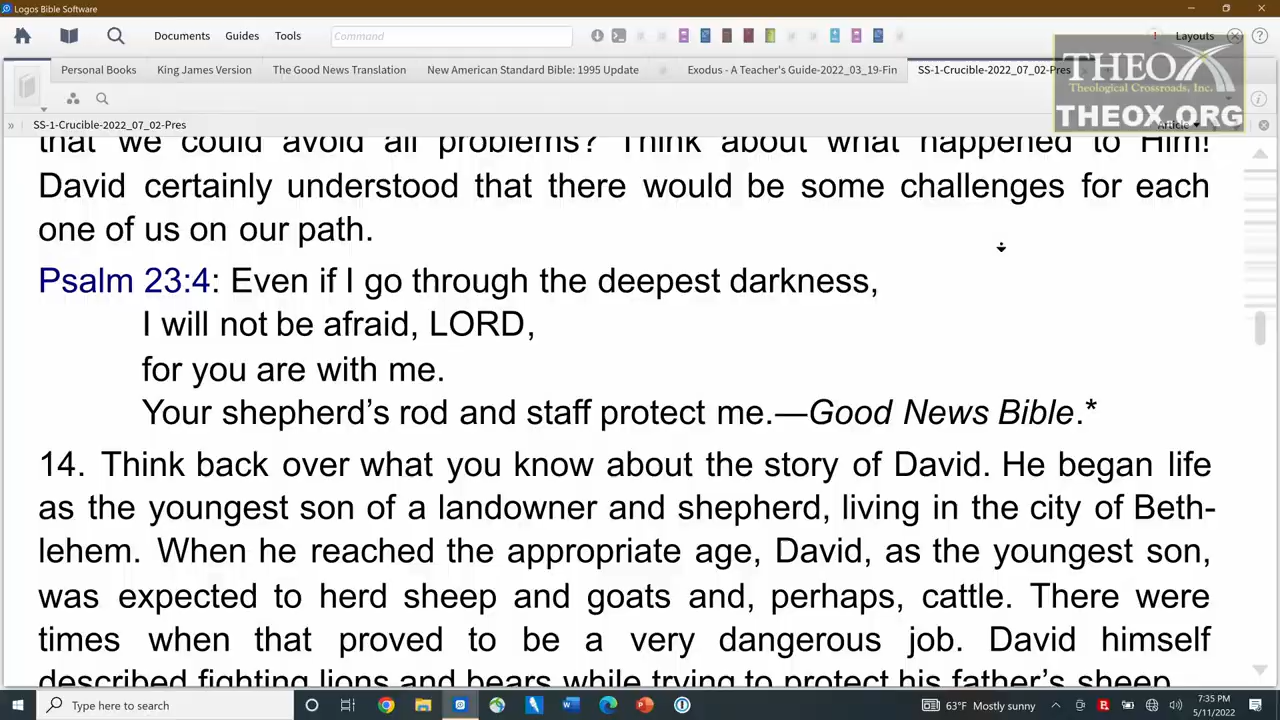 Logos Bible Software
Documents Guides Tools Command Layouts
Personal Books King James Version The Good News Translation New American Standard Bible: 1995 Update Exodus - A Teacher's Guide-2022_03_19-Fin SS-1-Crucible-2022_07_02-Pres
THEOX
Theological Crossroads, Inc.
THEOX.ORG
SS-1-Crucible-2022_07_02-Pres Article
that we could avoid all problems? Think about what happened to Him!
David certainly understood that there would be some challenges for each
one of us on our path.
Psalm 23:4: Even if I go through the deepest darkness,
I will not be afraid, LORD,
for you are with me.
Your shepherd's rod and staff protect me.—Good News Bible.*
14. Think back over what you know about the story of David. He began life
as the youngest son of a landowner and shepherd, living in the city of Beth-
lehem. When he reached the appropriate age, David, as the youngest son,
was expected to herd sheep and goats and, perhaps, cattle. There were
times when that proved to be a very dangerous job. David himself
described fighting lions and bears while trying to protect his father's sheep.
Type here to search 63°F Mostly sunny 7:35 PM
5/11/2022